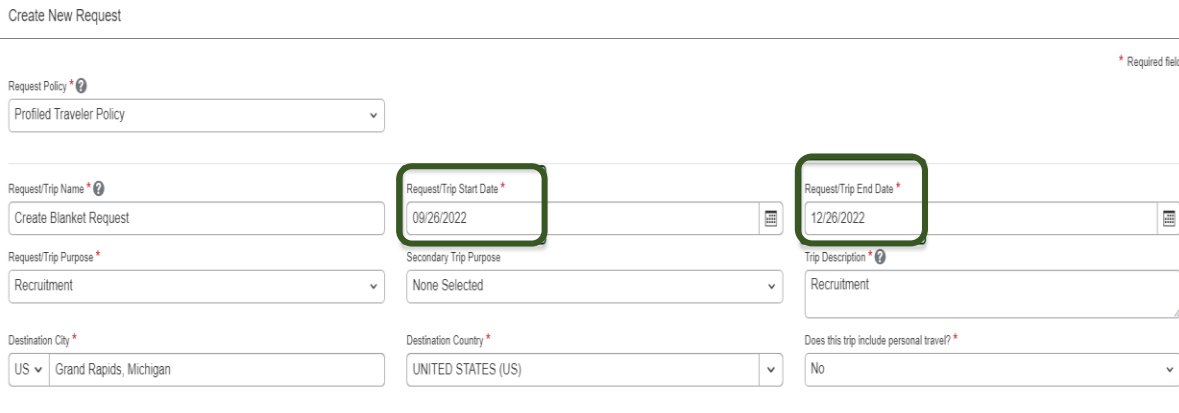 Create New Request
* Required field
Request Policy *
Profiled Traveler Policy
Request/Trip Name * Request/Trip Start Date * Request/Trip End Date *
Create Blanket Request 09/26/2022 12/26/2022
Request/Trip Purpose * Secondary Trip Purpose Trip Description *
Recruitment None Selected Recruitment
Destination City * Destination Country * Does this trip include personal travel? *
US Grand Rapids, Michigan UNITED STATES (US) No